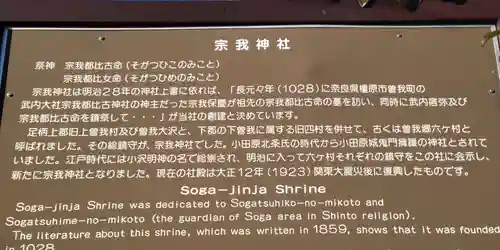 宗我神社
祭神　宗我都比古命（そがつひこのみこと）
宗我都比女命（そがつひめのみこと）
宗我神社は明治28年の神社上書に依れば、「長元々年（1028）に奈良県橿原市曽我町の
武内大社宗我都比古神社の神主だった宗我保慶が祖先の宗我都比古命の墓を訪い、同時に武内宿弥及び
宗我都比古命を鎮祭して・・・」が当社の創建と決ています。
足柄上郡旧上曽我村及び曽我大沢と、下郡の下曽我に属する旧四村を併せて、古くは曽我郷六ケ村と
呼ばれました。その総鎮守が、宗我神社でした。小田原北条氏の時代から小田原城鬼門擁護の神社とされて
いました。江戸時代には小沢明神の名で総崇され、明治に入って六ケ村それぞれの鎮守をこの社に会示し、
新たに宗我神社となりました。現在の社殿は大正12年（1923）関東大震災後に復興したものです。
Soga-jinja Shrine
Soga-jinja Shrine was dedicated to Sogatsuhiko-no-mikoto and
Sogatsuhime-no-mikoto (the guardian of Soga area in Shinto religion).
The literature about this shrine, which was written in 1859, shows that it was founded
in 1028.